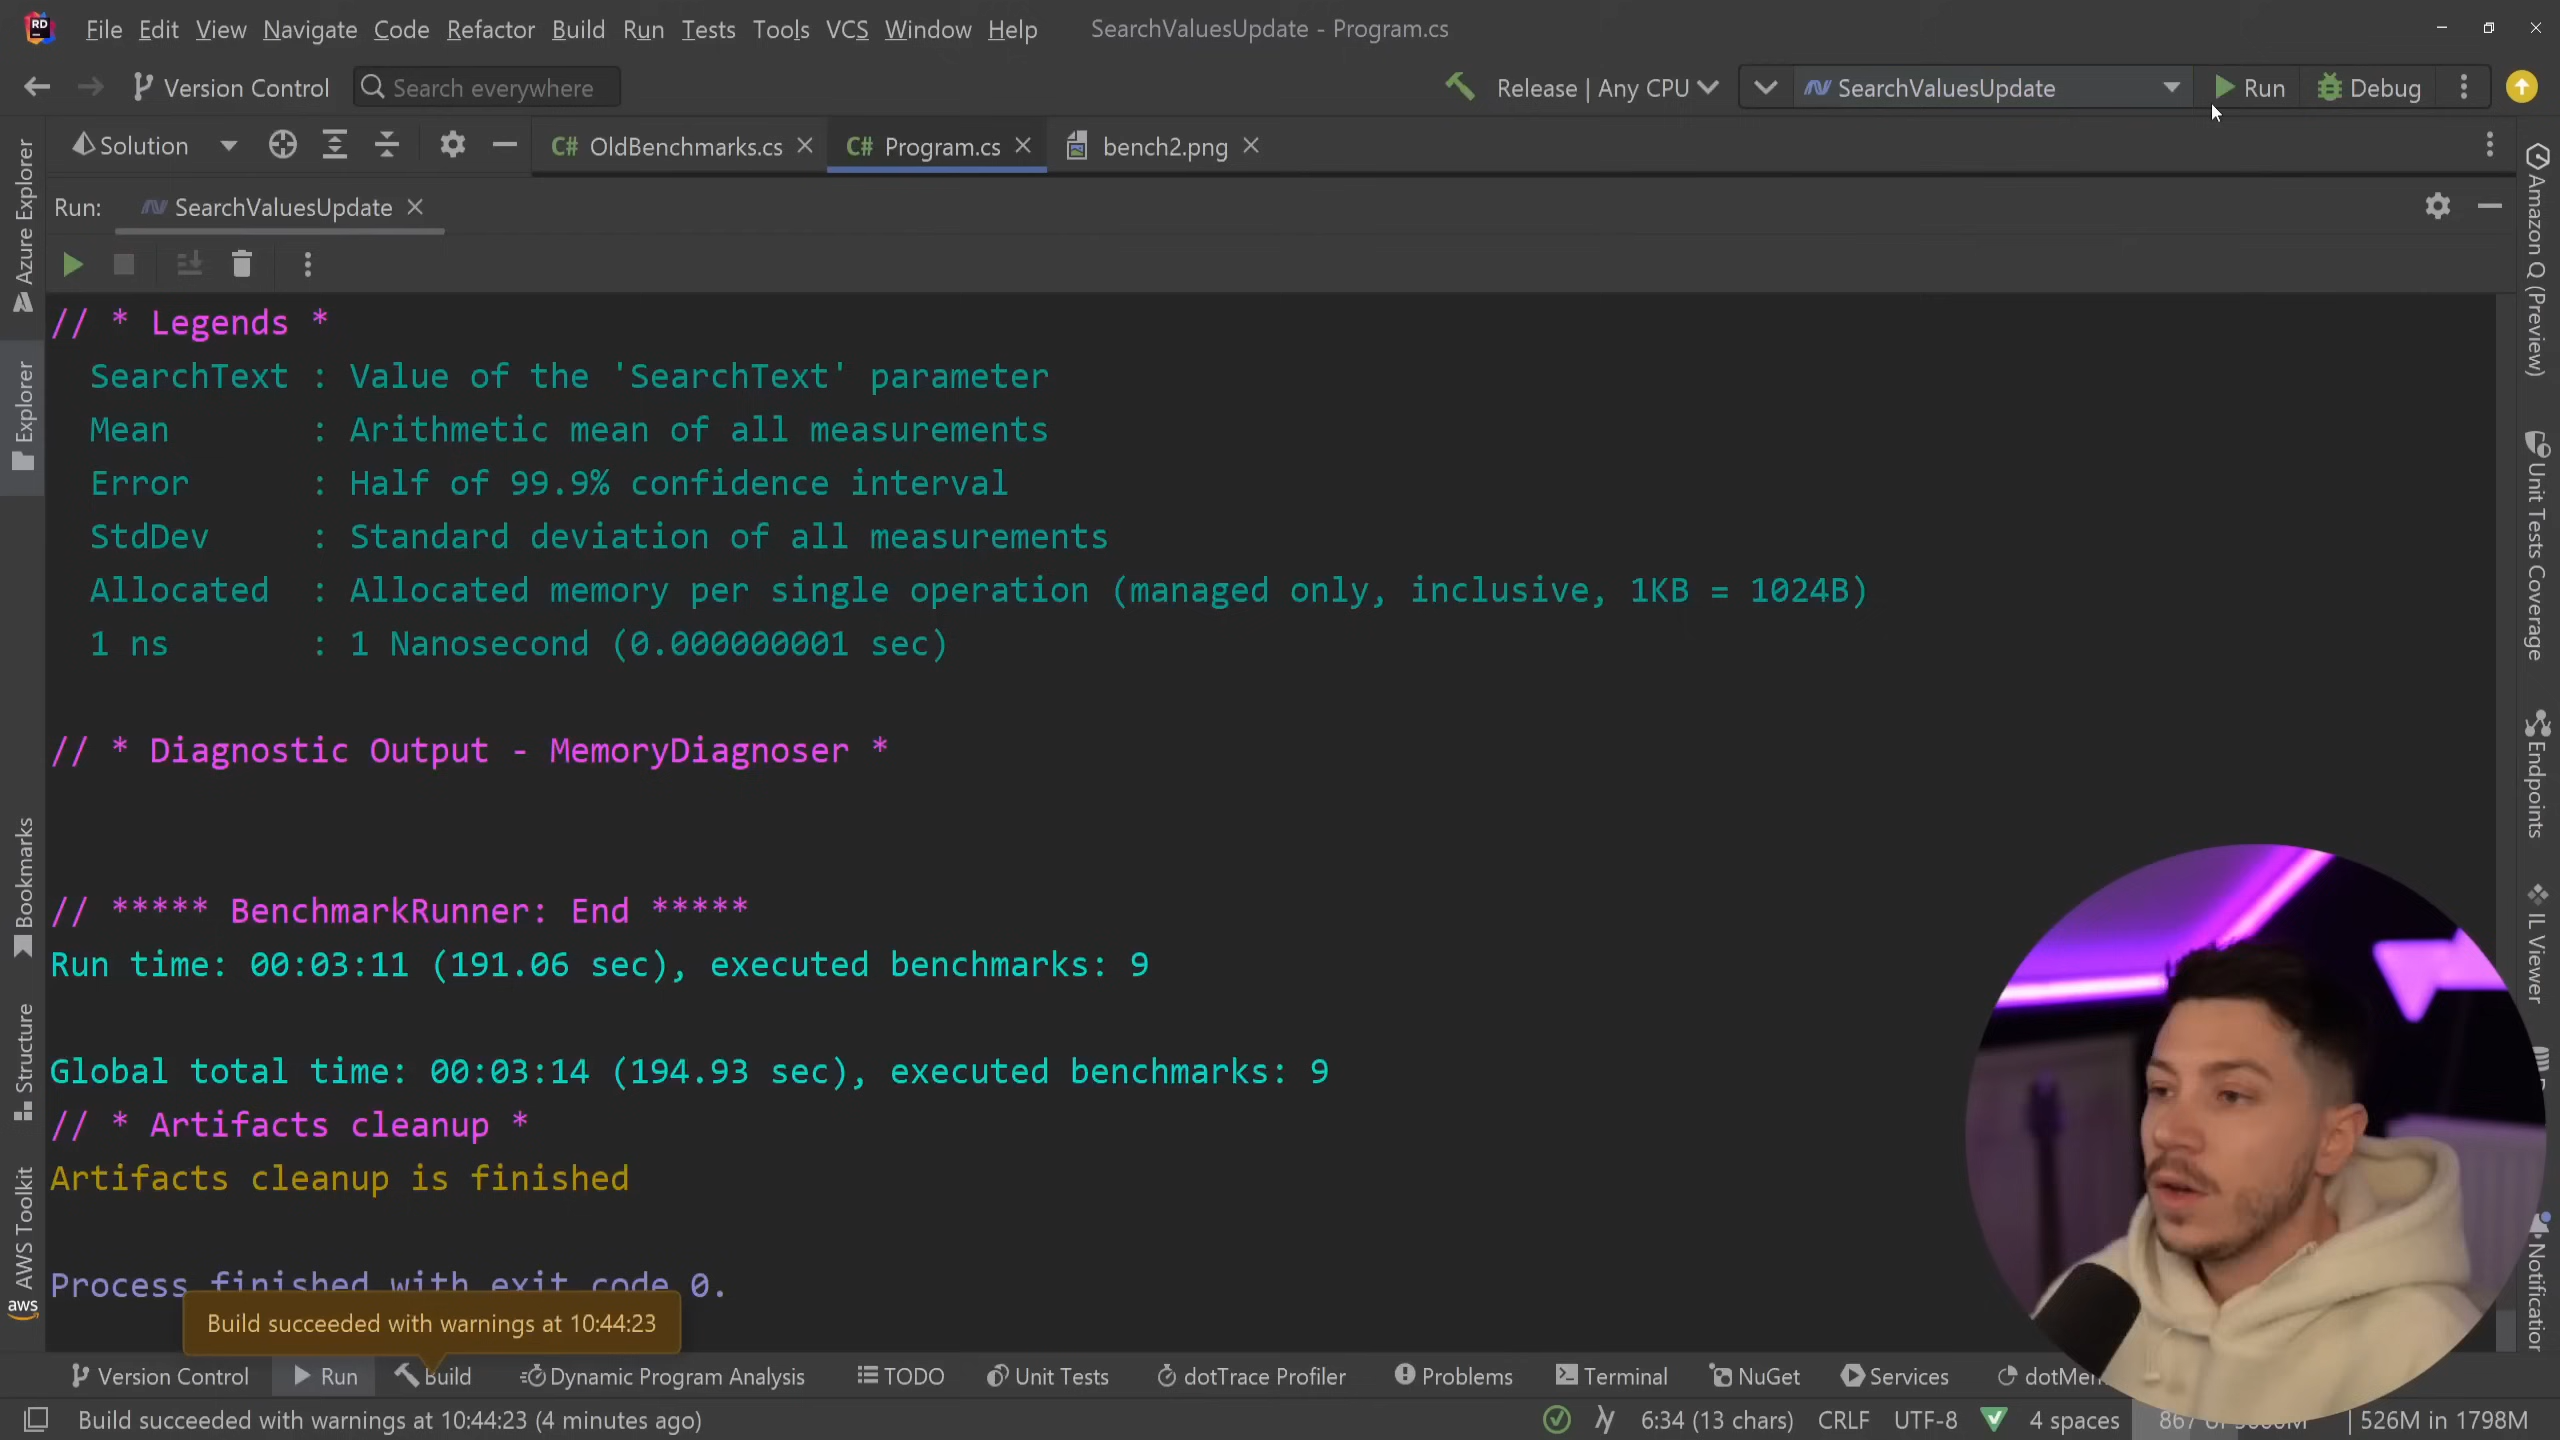 RD File Edit View Navigate Code Refactor Build Run Tests Tools VCS Window Help SearchValuesUpdate - Program.cs
Version Control Search everywhere Release | Any CPU SearchValuesUpdate Run Debug
Solution C# OldBenchmarks.cs C# Program.cs bench2.png
Run: SearchValuesUpdate
// * Legends *
SearchText : Value of the 'SearchText' parameter
Mean : Arithmetic mean of all measurements
Error : Half of 99.9% confidence interval
StdDev : Standard deviation of all measurements
Allocated : Allocated memory per single operation (managed only, inclusive, 1KB = 1024B)
1 ns : 1 Nanosecond (0.000000001 sec)
// * Diagnostic Output - MemoryDiagnoser *
// ***** BenchmarkRunner: End *****
Run time: 00:03:11 (191.06 sec), executed benchmarks: 9
Global total time: 00:03:14 (194.93 sec), executed benchmarks: 9
// * Artifacts cleanup *
Artifacts cleanup is finished
Process finished with exit code 0.
Build succeeded with warnings at 10:44:23
Version Control Run Build Dynamic Program Analysis TODO Unit Tests dotTrace Profiler Problems Terminal NuGet Services
Build succeeded with warnings at 10:44:23 (4 minutes ago) 6:34 (13 chars) CRLF UTF-8 4 spaces 526M in 1798M
Azure Explorer
Explorer
Bookmarks
Structure
AWS Toolkit
aws
Amazon Q (Preview)
Unit Tests Coverage
Endpoints
IL Viewer